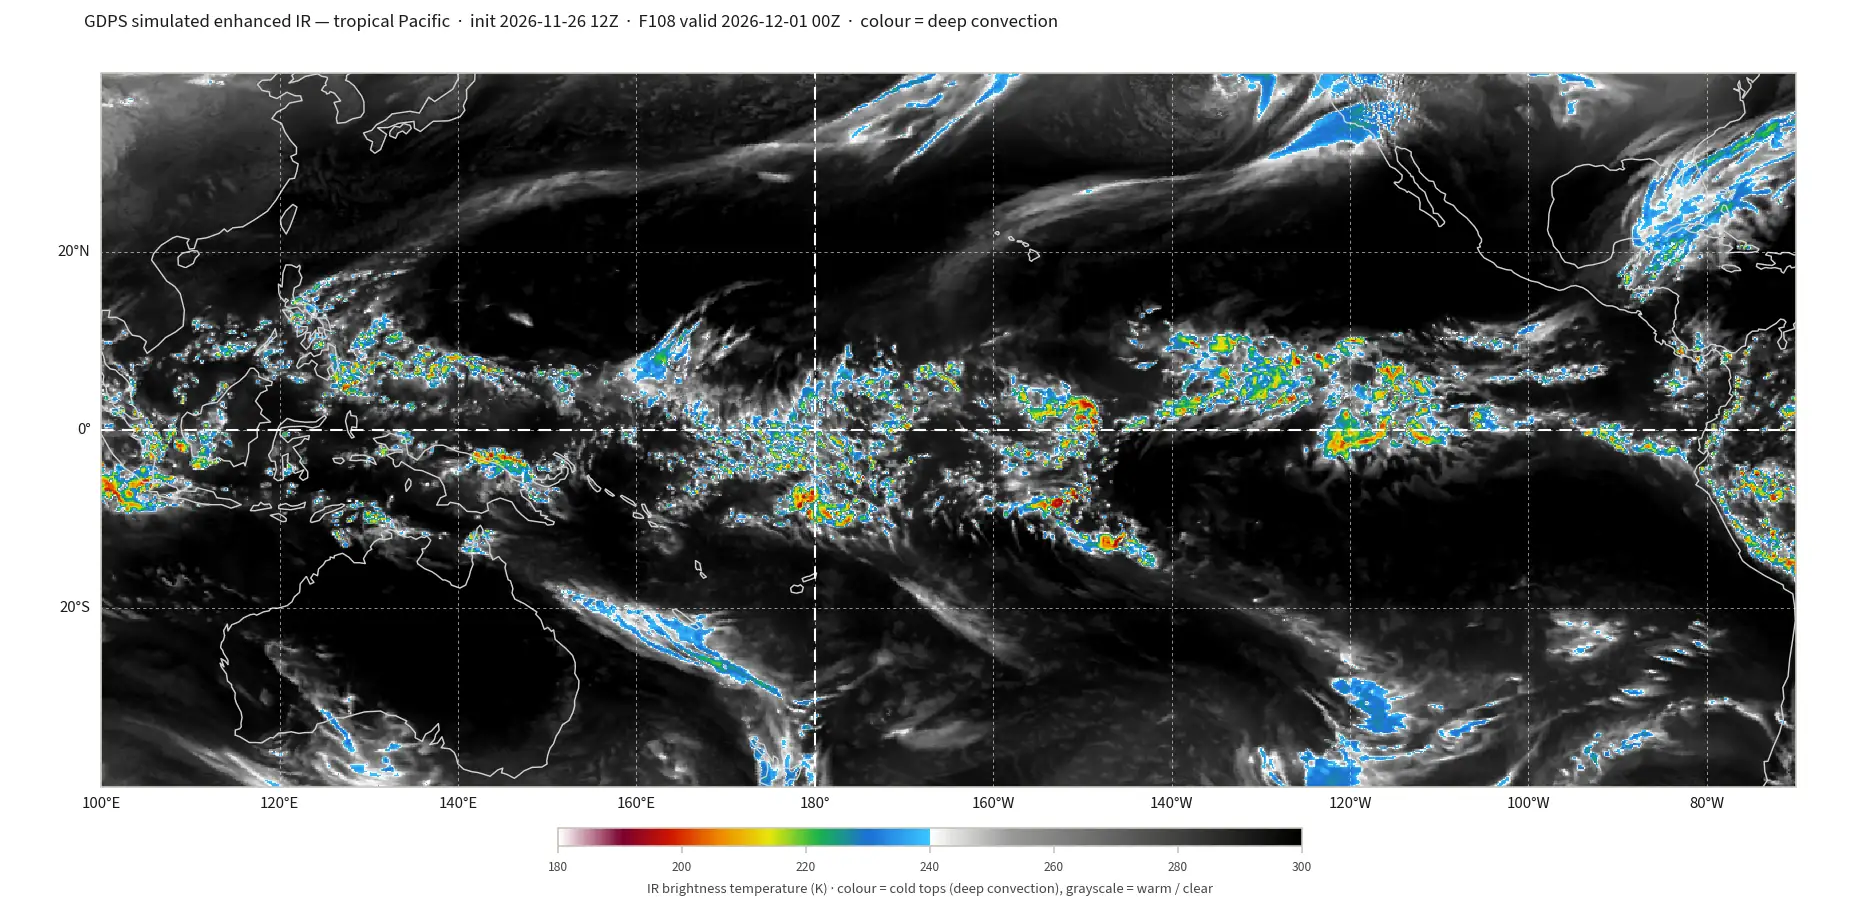 GDPS simulated enhanced IR — tropical Pacific · init 2026-11-26 12Z · F108 valid 2026-12-01 00Z · colour = deep convection
20°N
0°
20°S
100°E 120°E 140°E 160°E 180° 160°W 140°W 120°W 100°W 80°W
180 200 220 240 260 280 300
IR brightness temperature (K) · colour = cold tops (deep convection), grayscale = warm / clear